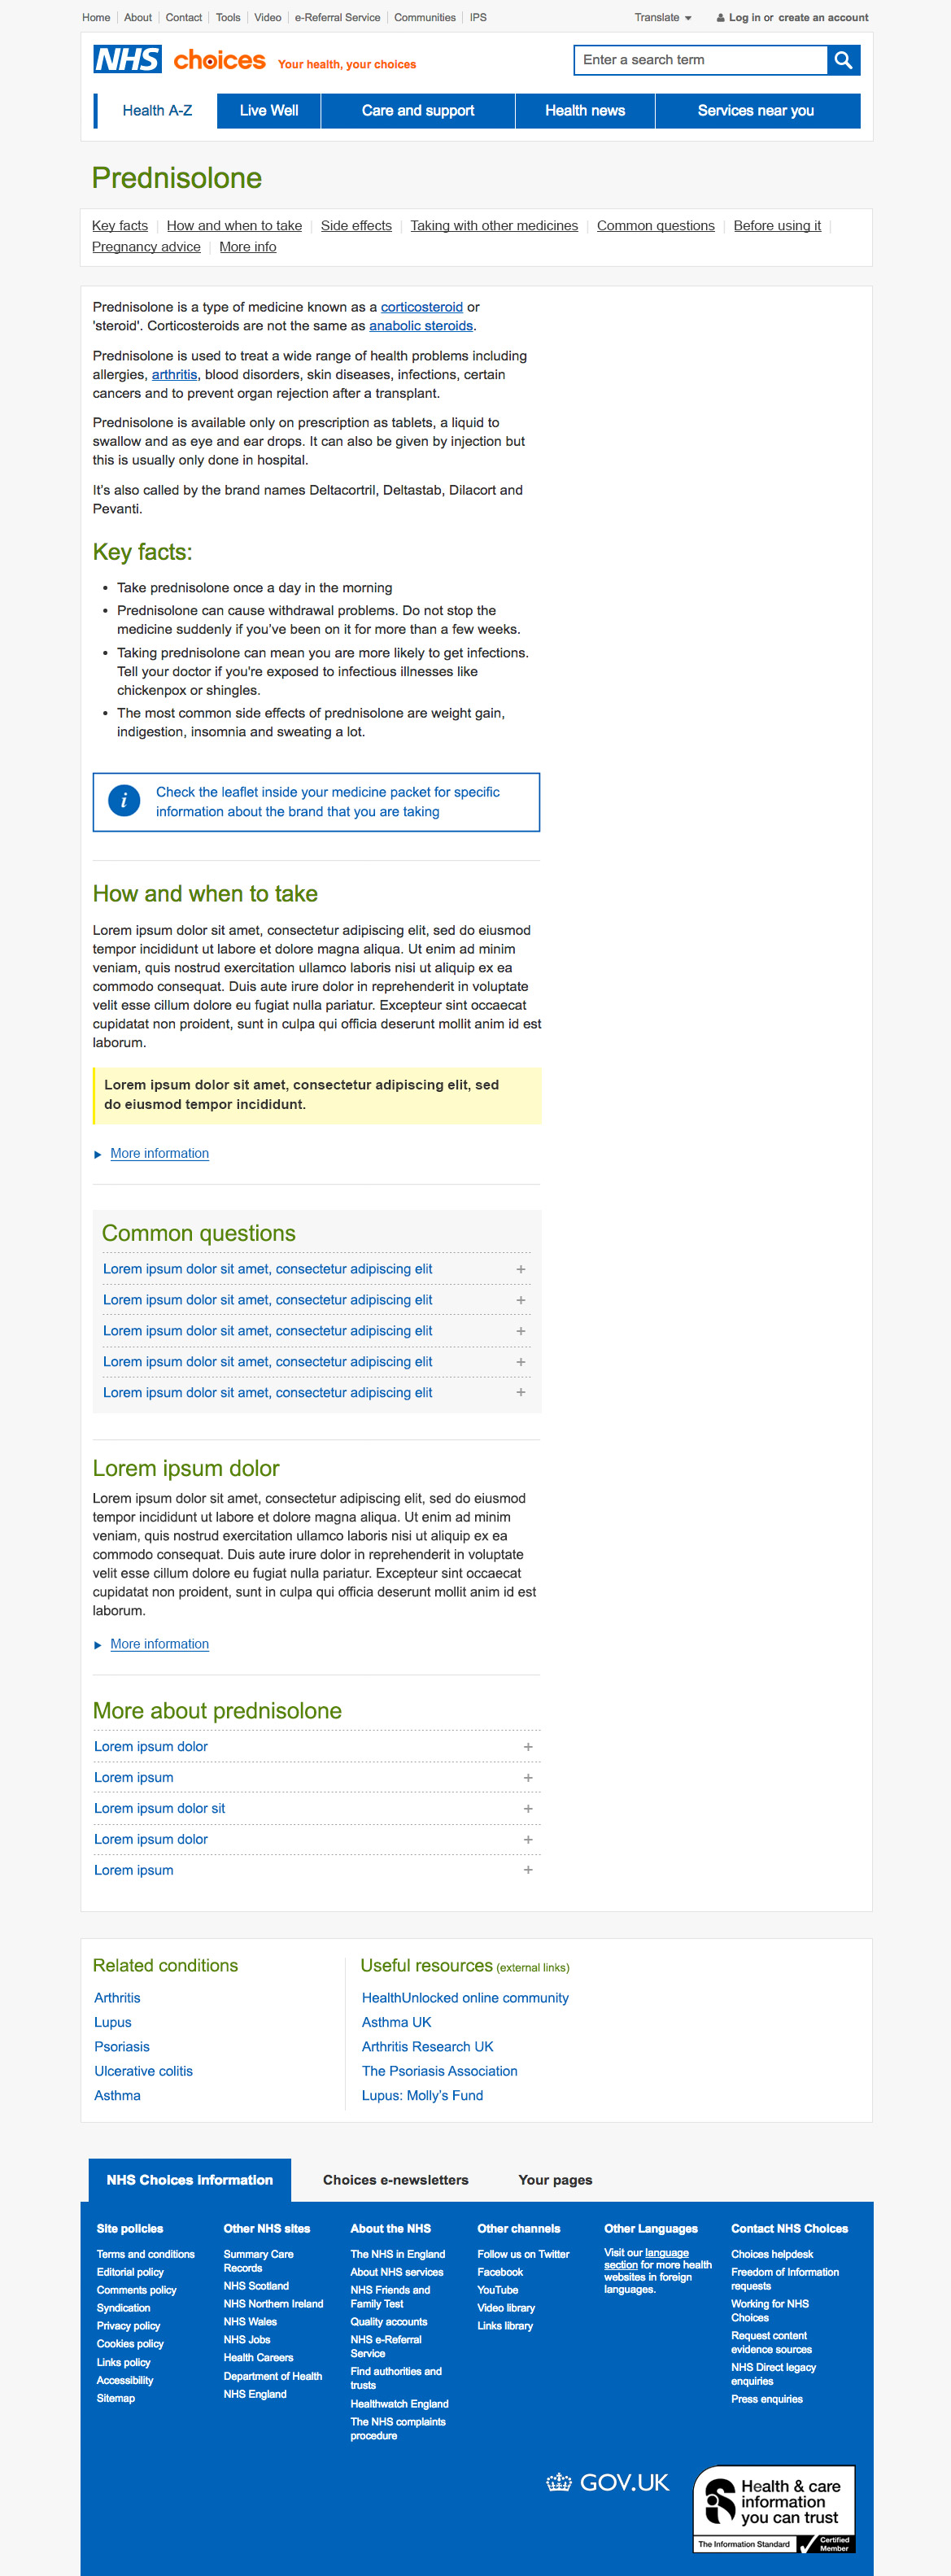 Home About Contact Tools Video e-Referral Service Communities IPS Translate Log in or create an account
NHS choices Your health, your choices
Enter a search term
Health A-Z Live Well Care and support Health news Services near you
Prednisolone
Key facts How and when to take Side effects Taking with other medicines Common questions Before using it
Pregnancy advice More info
Prednisolone is a type of medicine known as a corticosteroid or
'steroid'. Corticosteroids are not the same as anabolic steroids.
Prednisolone is used to treat a wide range of health problems including
allergies, arthritis, blood disorders, skin diseases, infections, certain
cancers and to prevent organ rejection after a transplant.
Prednisolone is available only on prescription as tablets, a liquid to
swallow and as eye and ear drops. It can also be given by injection but
this is usually only done in hospital.
It's also called by the brand names Deltacortril, Deltastab, Dilacort and
Pevanti.
Key facts:
• Take prednisolone once a day in the morning
• Prednisolone can cause withdrawal problems. Do not stop the
medicine suddenly if you've been on it for more than a few weeks.
• Taking prednisolone can mean you are more likely to get infections.
Tell your doctor if you're exposed to infectious illnesses like
chickenpox or shingles.
• The most common side effects of prednisolone are weight gain,
indigestion, insomnia and sweating a lot.
i
Check the leaflet inside your medicine packet for specific
information about the brand that you are taking
How and when to take
Lorem ipsum dolor sit amet, consectetur adipiscing elit, sed do eiusmod
tempor incididunt ut labore et dolore magna aliqua. Ut enim ad minim
veniam, quis nostrud exercitation ullamco laboris nisi ut aliquip ex ea
commodo consequat. Duis aute irure dolor in reprehenderit in voluptate
velit esse cillum dolore eu fugiat nulla pariatur. Excepteur sint occaecat
cupidatat non proident, sunt in culpa qui officia deserunt mollit anim id est
laborum.
Lorem ipsum dolor sit amet, consectetur adipiscing elit, sed
do eiusmod tempor incididunt.
More information
Common questions
Lorem ipsum dolor sit amet, consectetur adipiscing elit +
Lorem ipsum dolor sit amet, consectetur adipiscing elit +
Lorem ipsum dolor sit amet, consectetur adipiscing elit +
Lorem ipsum dolor sit amet, consectetur adipiscing elit +
Lorem ipsum dolor sit amet, consectetur adipiscing elit +
Lorem ipsum dolor
Lorem ipsum dolor sit amet, consectetur adipiscing elit, sed do eiusmod
tempor incididunt ut labore et dolore magna aliqua. Ut enim ad minim
veniam, quis nostrud exercitation ullamco laboris nisi ut aliquip ex ea
commodo consequat. Duis aute irure dolor in reprehenderit in voluptate
velit esse cillum dolore eu fugiat nulla pariatur. Excepteur sint occaecat
cupidatat non proident, sunt in culpa qui officia deserunt mollit anim id est
laborum.
More information
More about prednisolone
Lorem ipsum dolor +
Lorem ipsum +
Lorem ipsum dolor sit +
Lorem ipsum dolor +
Lorem ipsum +
Related conditions
Arthritis
Lupus
Psoriasis
Ulcerative colitis
Asthma
Useful resources (external links)
HealthUnlocked online community
Asthma UK
Arthritis Research UK
The Psoriasis Association
Lupus: Molly's Fund
NHS Choices Information Choices e-newsletters Your pages
Site policies
Terms and conditions
Editorial policy
Comments policy
Syndication
Privacy policy
Cookies policy
Links policy
Accessibility
Sitemap
Other NHS sites
Summary Care
Records
NHS Scotland
NHS Northern Ireland
NHS Wales
NHS Jobs
Health Careers
Department of Health
NHS England
About the NHS
The NHS in England
About NHS services
NHS Friends and
Family Test
Quality accounts
NHS e-Referral
Service
Find authorities and
trusts
Healthwatch England
The NHS complaints
procedure
Other channels
Follow us on Twitter
Facebook
YouTube
Video library
Links library
Other Languages
Visit our language
section for more health
websites in foreign
languages.
Contact NHS Choices
Choices helpdesk
Freedom of Information
requests
Working for NHS
Choices
Request content
evidence sources
NHS Direct legacy
enquiries
Press enquiries
GOV.UK
Health & care
information
you can trust
The Information Standard
Certified
Member